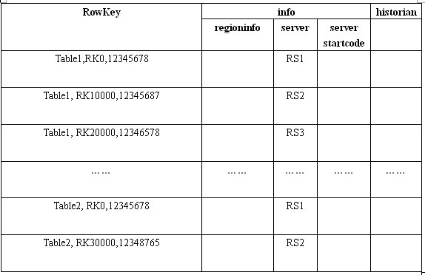 RowKey info historian
regioninfo server server startcode
Table1,RK0,12345678 RS1
Table1, RK10000,12345687 RS2
Table1, RK20000,12346578 RS3
…… …… …… …… ……
Table2, RK0,12345678 RS1
Table2, RK30000,12348765 RS2